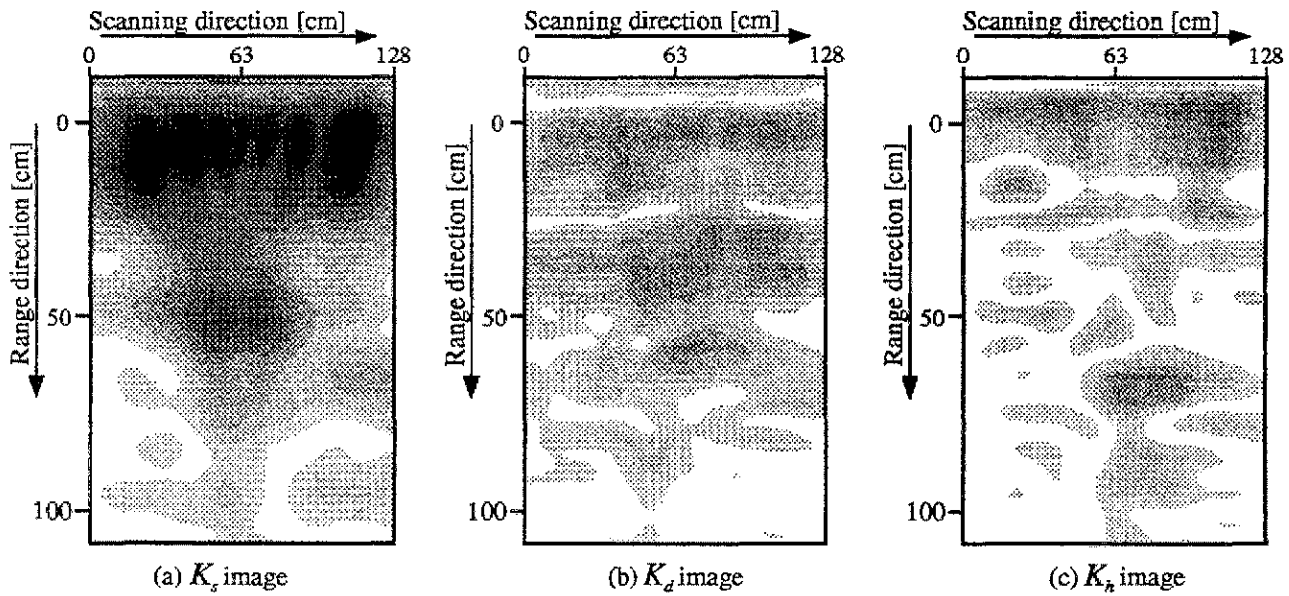 Scanning direction [cm]
0 63 128
Range direction [cm]
0
50
100
(a) K_s image
Scanning direction [cm]
0 63 128
Range direction [cm]
0
50
100
(b) K_d image
Scanning direction [cm]
0 63 128
Range direction [cm]
0
50
100
(c) K_h image